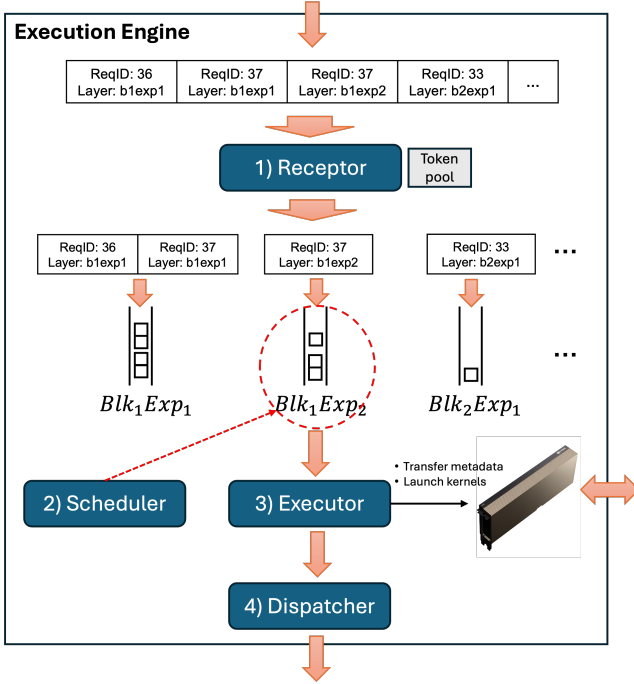 Execution Engine
ReqID: 36
Layer: b1exp1
ReqID: 37
Layer: b1exp1
ReqID: 37
Layer: b1exp2
ReqID: 33
Layer: b2exp1
...
1) Receptor
Token
pool
ReqID: 36
Layer: b1exp1
ReqID: 37
Layer: b1exp1
ReqID: 37
Layer: b1exp2
ReqID: 33
Layer: b2exp1
...
...
Blk₁Exp₁
Blk₁Exp₂
Blk₂Exp₁
• Transfer metadata
• Launch kernels
2) Scheduler
3) Executor
4) Dispatcher